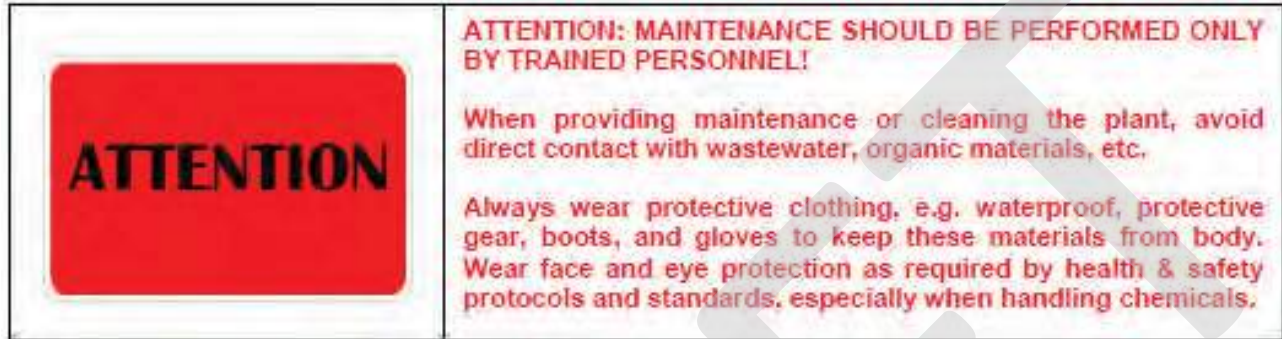 ATTENTION
ATTENTION: MAINTENANCE SHOULD BE PERFORMED ONLY
BY TRAINED PERSONNEL!
When providing maintenance or cleaning the plant, avoid
direct contact with wastewater, organic materials, etc.
Always wear protective clothing, e.g. waterproof, protective
gear, boots, and gloves to keep these materials from body.
Wear face and eye protection as required by health & safety
protocols and standards, especially when handling chemicals.